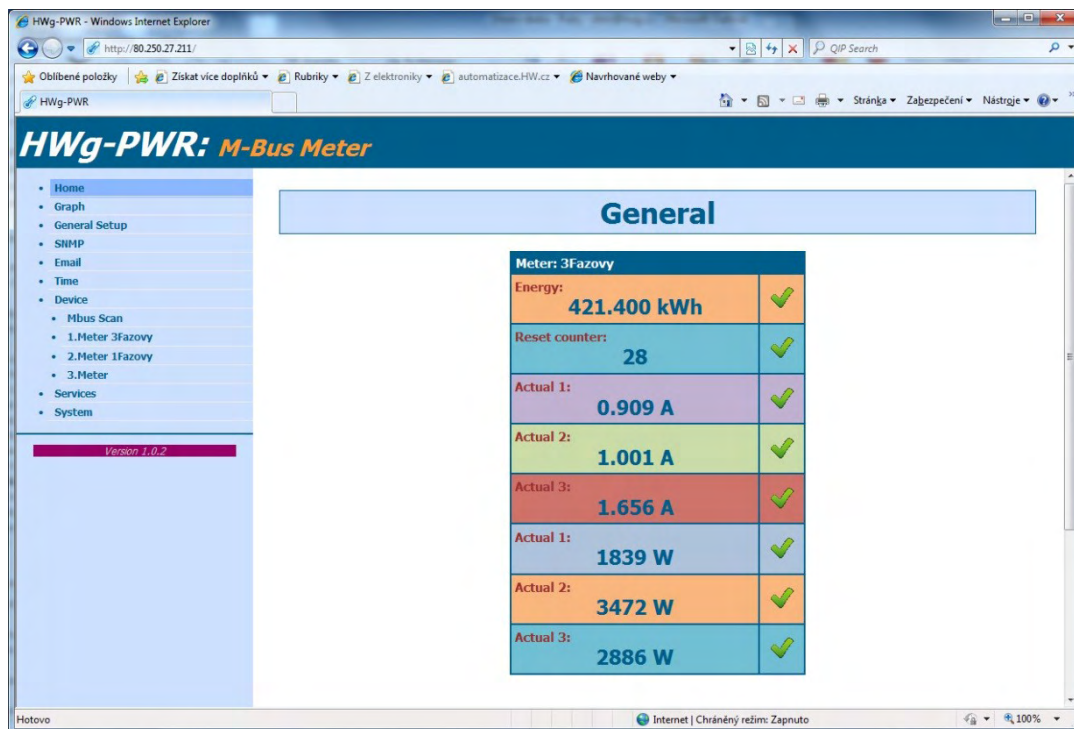 HWg-PWR - Windows Internet Explorer
http://80.250.27.211/
QIP Search
Oblíbené položky Získat více doplňků Rubriky Z elektroniky automatizace.HW.cz Navrhované weby
HWg-PWR
Stránka Zabezpečení Nástroje
HWg-PWR: M-Bus Meter
Home
Graph
General Setup
SNMP
Email
Time
Device
Mbus Scan
1.Meter 3Fazovy
2.Meter 1Fazovy
3.Meter
Services
System
Version 1.0.2
General
Meter: 3Fazovy
Energy:
421.400 kWh
Reset counter:
28
Actual 1:
0.909 A
Actual 2:
1.001 A
Actual 3:
1.656 A
Actual 1:
1839 W
Actual 2:
3472 W
Actual 3:
2886 W
Hotovo
Internet | Chráněný režim: Zapnuto
100%